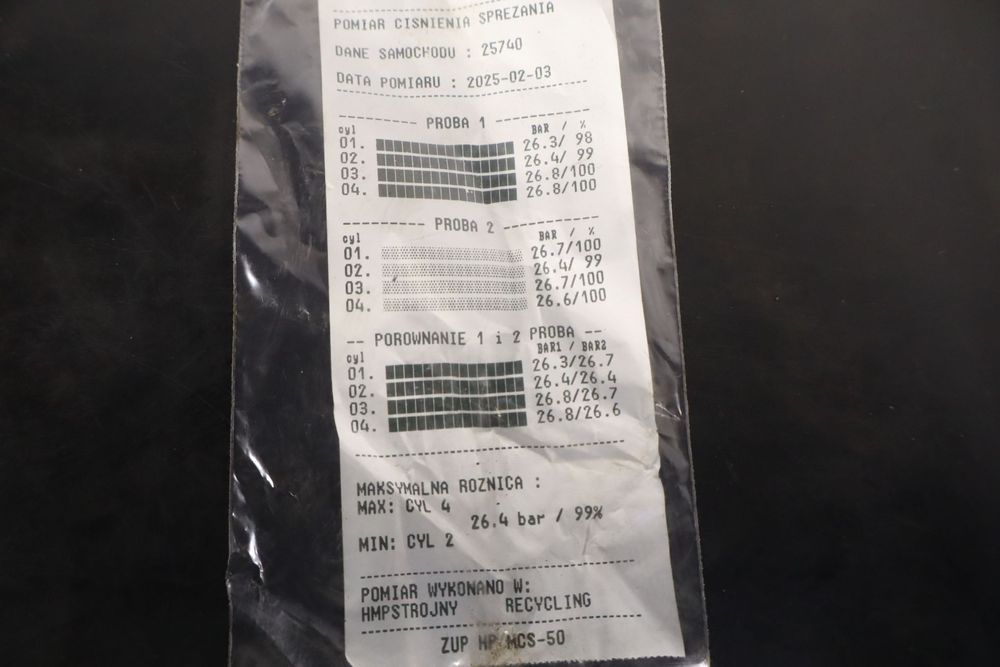 POMIAR CISNIENIA SPREZANIA
DANE SAMOCHODU : 25740
DATA POMIARU : 2025-02-03
PROBA 1
cyl BAR / %
01. 26.3/ 98
02. 26.4/ 99
03. 26.8/100
04. 26.8/100
PROBA 2
cyl BAR / %
01. 26.7/100
02. 26.4/ 99
03. 26.7/100
04. 26.6/100
-- POROWNANIE 1 i 2 PROBA --
cyl BAR1 / BAR2
01. 26.3/26.7
02. 26.4/26.4
03. 26.8/26.7
04. 26.8/26.6
MAKSYMALNA ROZNICA :
MAX: CYL 4
26.4 bar / 99%
MIN: CYL 2
POMIAR WYKONANO W:
HMPSTROJNY RECYCLING
ZUP HP MCS-50